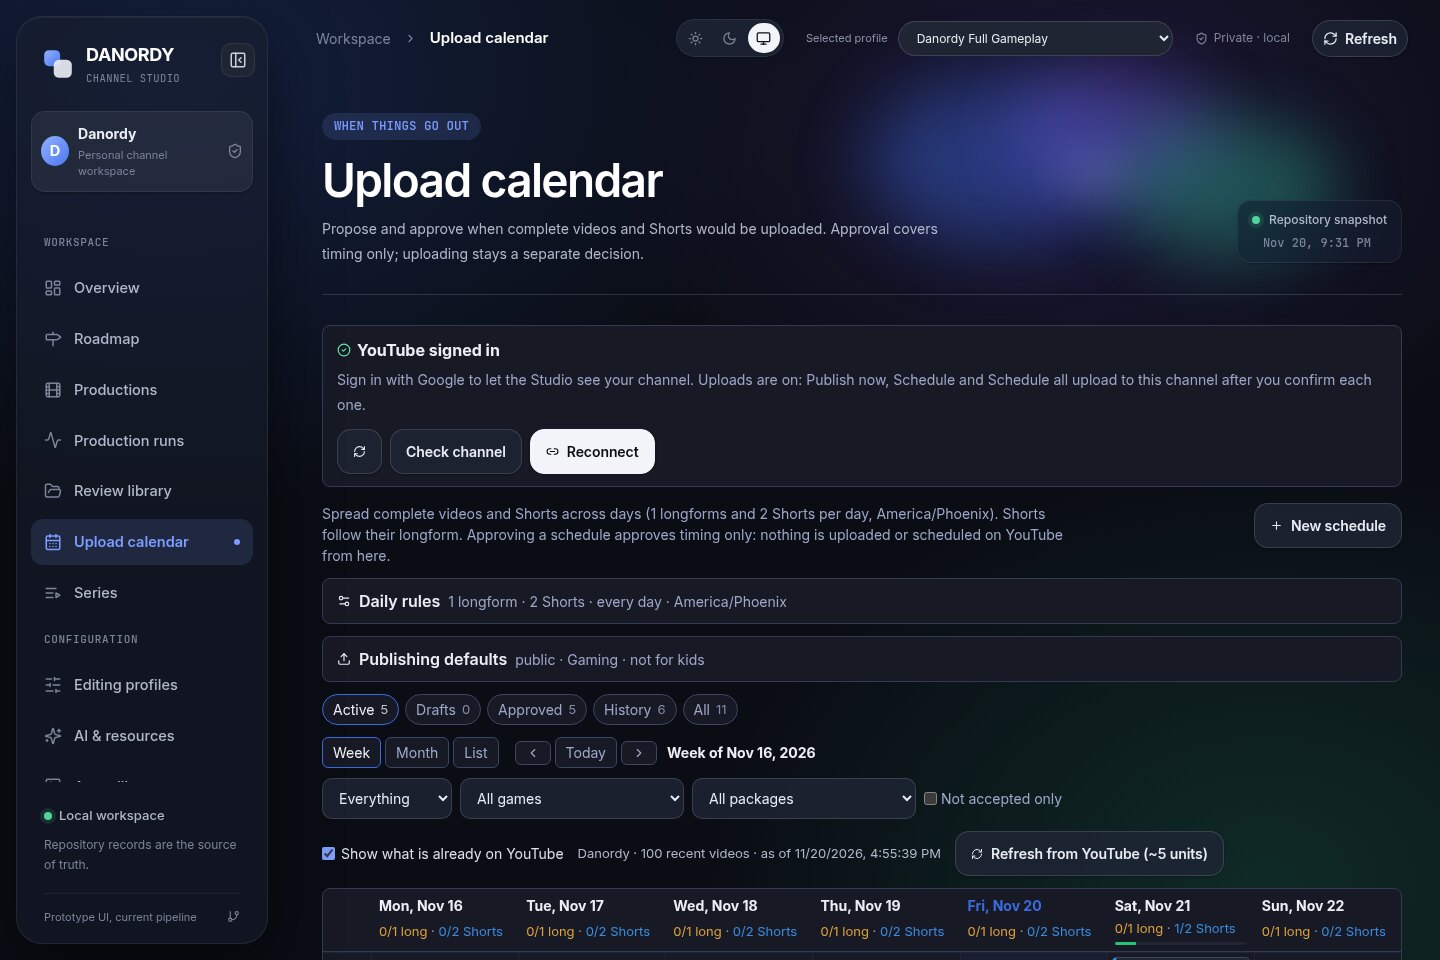 DANORDY
CHANNEL STUDIO
D
Danordy
Personal channel
workspace
WORKSPACE
Overview
Roadmap
Productions
Production runs
Review library
Upload calendar
Series
CONFIGURATION
Editing profiles
AI & resources
Local workspace
Repository records are the source
of truth.
Prototype UI, current pipeline
Workspace > Upload calendar
Selected profile
Danordy Full Gameplay
Private · local
Refresh
WHEN THINGS GO OUT
Upload calendar
Propose and approve when complete videos and Shorts would be uploaded. Approval covers
timing only; uploading stays a separate decision.
Repository snapshot
Nov 20, 9:31 PM
YouTube signed in
Sign in with Google to let the Studio see your channel. Uploads are on: Publish now, Schedule and Schedule all upload to this channel after you confirm each
one.
Check channel
Reconnect
Spread complete videos and Shorts across days (1 longforms and 2 Shorts per day, America/Phoenix). Shorts
follow their longform. Approving a schedule approves timing only: nothing is uploaded or scheduled on YouTube
from here.
+ New schedule
Daily rules 1 longform · 2 Shorts · every day · America/Phoenix
Publishing defaults public · Gaming · not for kids
Active 5 Drafts 0 Approved 5 History 6 All 11
Week Month List < Today > Week of Nov 16, 2026
Everything All games All packages Not accepted only
Show what is already on YouTube Danordy · 100 recent videos · as of 11/20/2026, 4:55:39 PM Refresh from YouTube (~5 units)
Mon, Nov 16 Tue, Nov 17 Wed, Nov 18 Thu, Nov 19 Fri, Nov 20 Sat, Nov 21 Sun, Nov 22
0/1 long · 0/2 Shorts 0/1 long · 0/2 Shorts 0/1 long · 0/2 Shorts 0/1 long · 0/2 Shorts 0/1 long · 0/2 Shorts 0/1 long · 1/2 Shorts 0/1 long · 0/2 Shorts